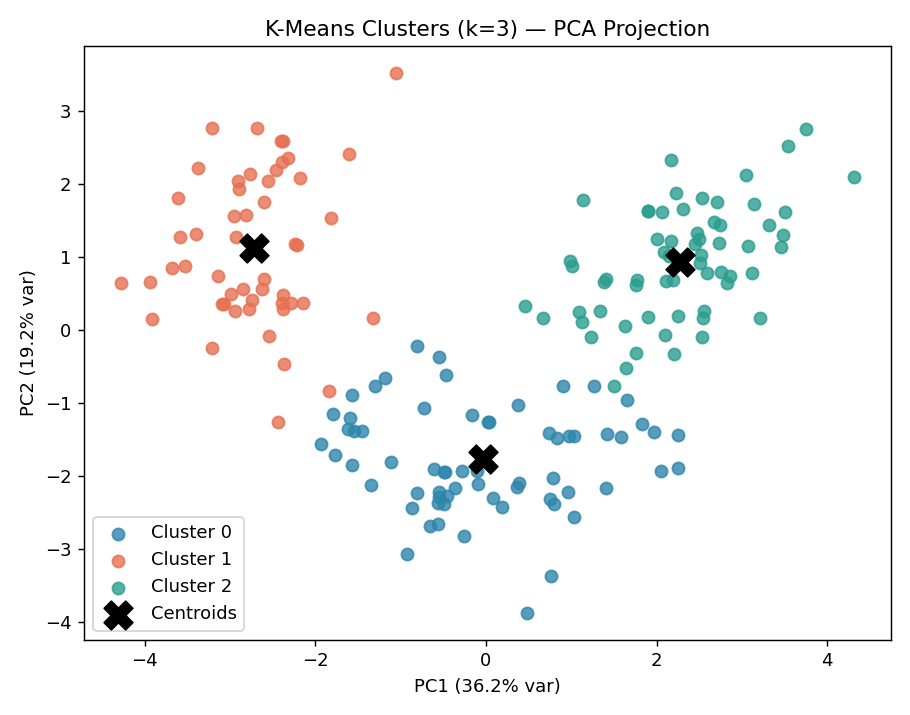 K-Means Clusters (k=3) — PCA Projection
PC2 (19.2% var)
3
2
1
0
−1
−2
−3
−4
Cluster 0
Cluster 1
Cluster 2
Centroids
−4 −2 0 2 4
PC1 (36.2% var)